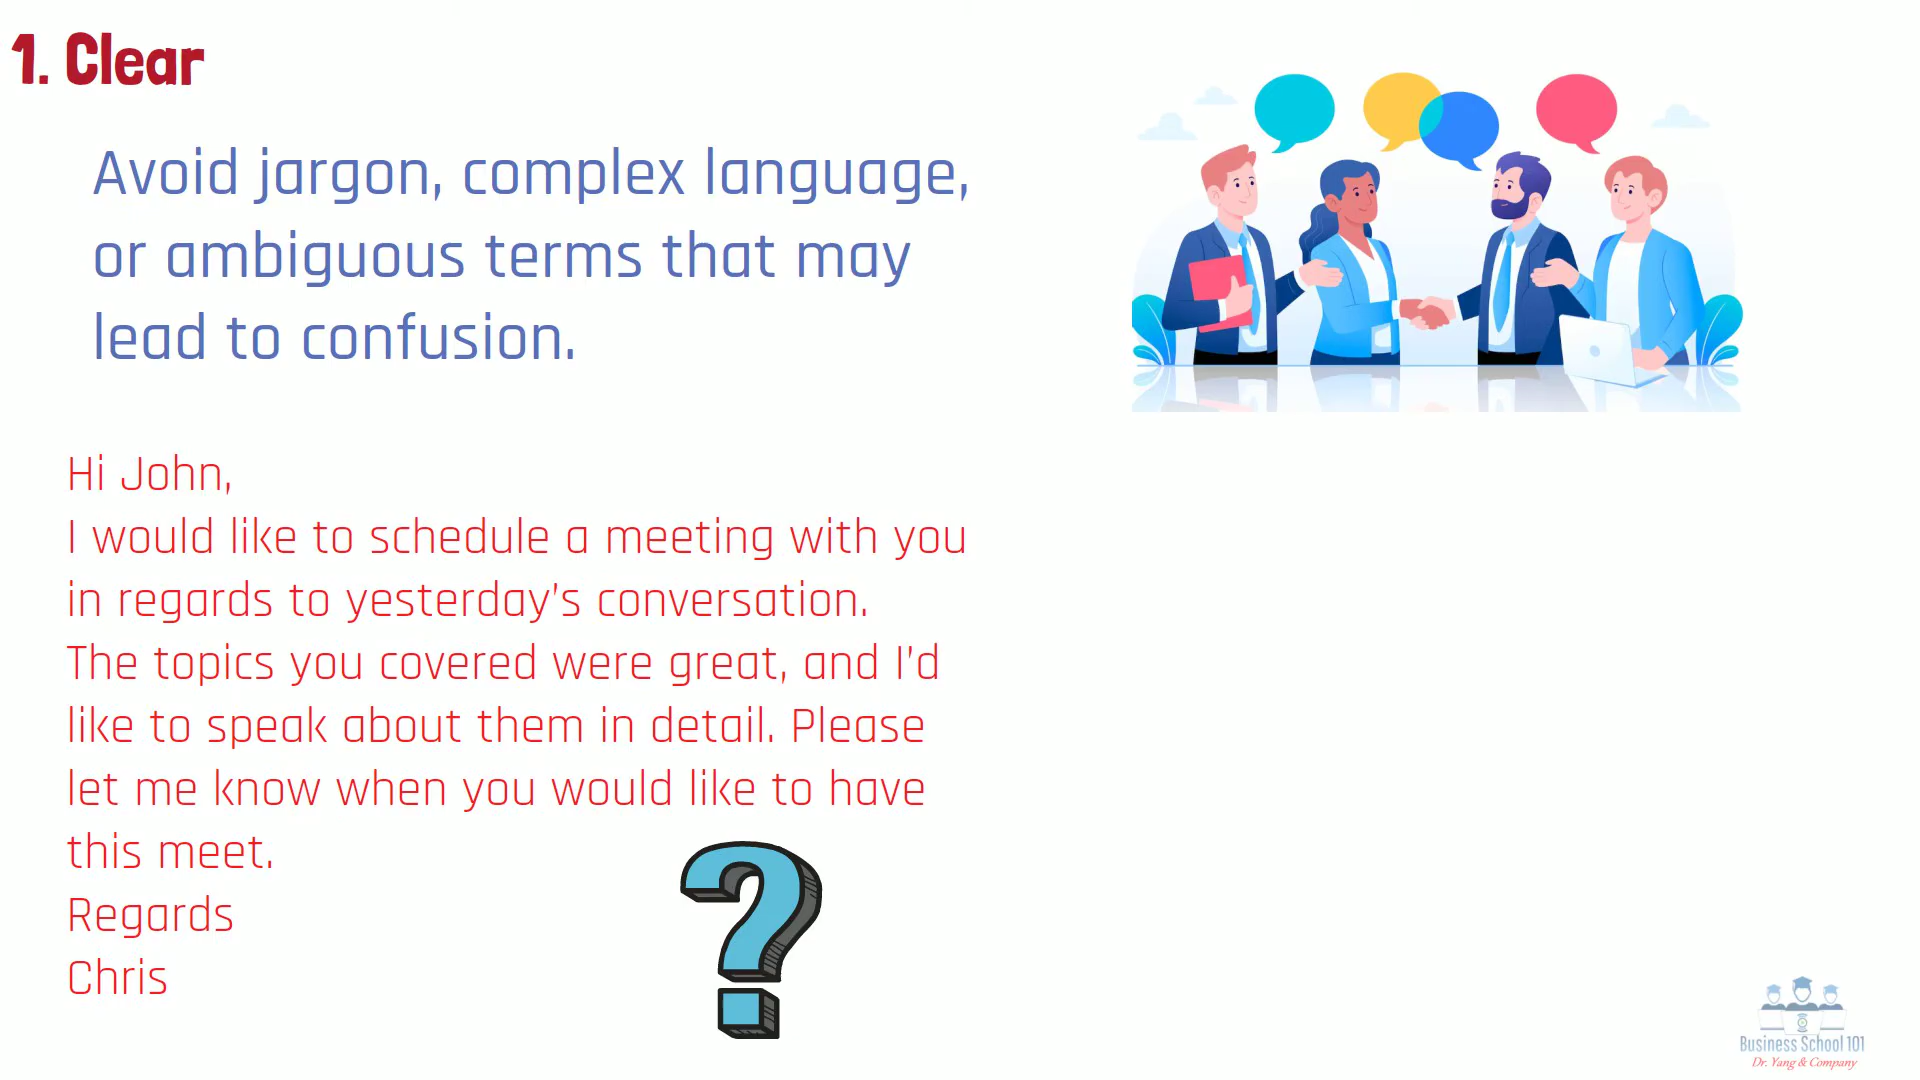 1. Clear
Avoid jargon, complex language,
or ambiguous terms that may
lead to confusion.
Hi John,
I would like to schedule a meeting with you
in regards to yesterday's conversation.
The topics you covered were great, and I'd
like to speak about them in detail. Please
let me know when you would like to have
this meet.
Regards
Chris
?
Business School 101
Dr. Yang & Company